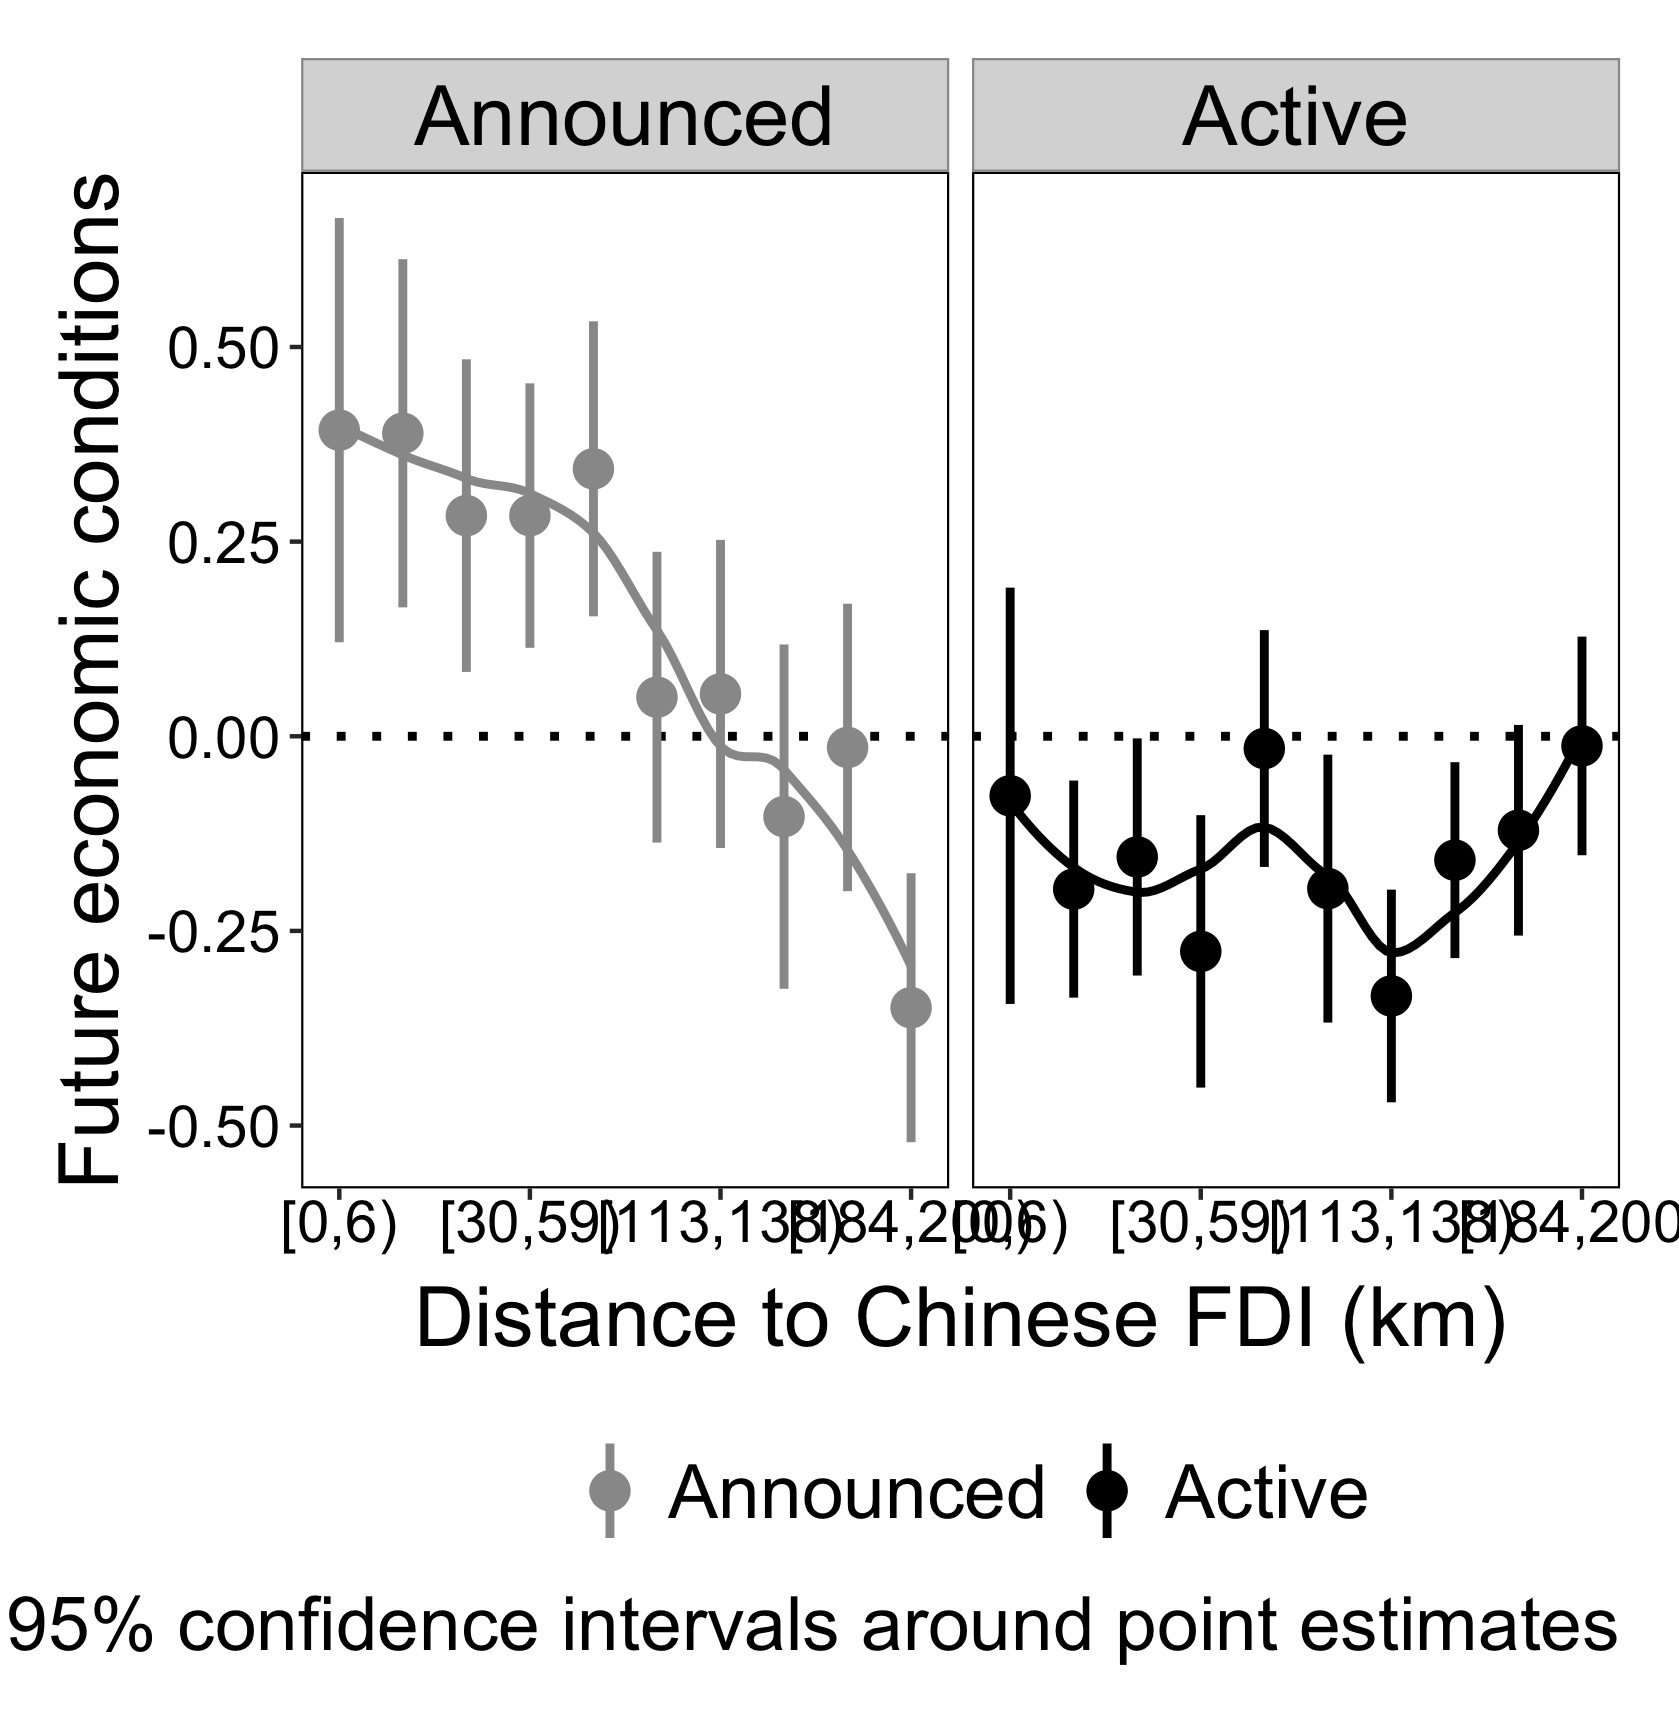 Announced
Active
Future economic conditions
0.50
0.25
0.00
-0.25
-0.50
[0,6) [30,59) [113,138) [184,200) [0,6) [30,59) [113,138) [184,200
Distance to Chinese FDI (km)
Announced Active
95% confidence intervals around point estimates